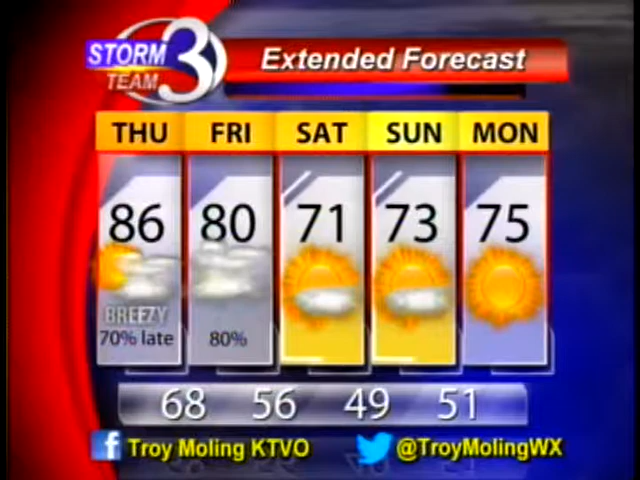 STORM
TEAM
3
Extended Forecast
THU FRI SAT SUN MON
86 80 71 73 75
BREEZY
70% late 80%
68 56 49 51
f Troy Moling KTVO @TroyMolingWX